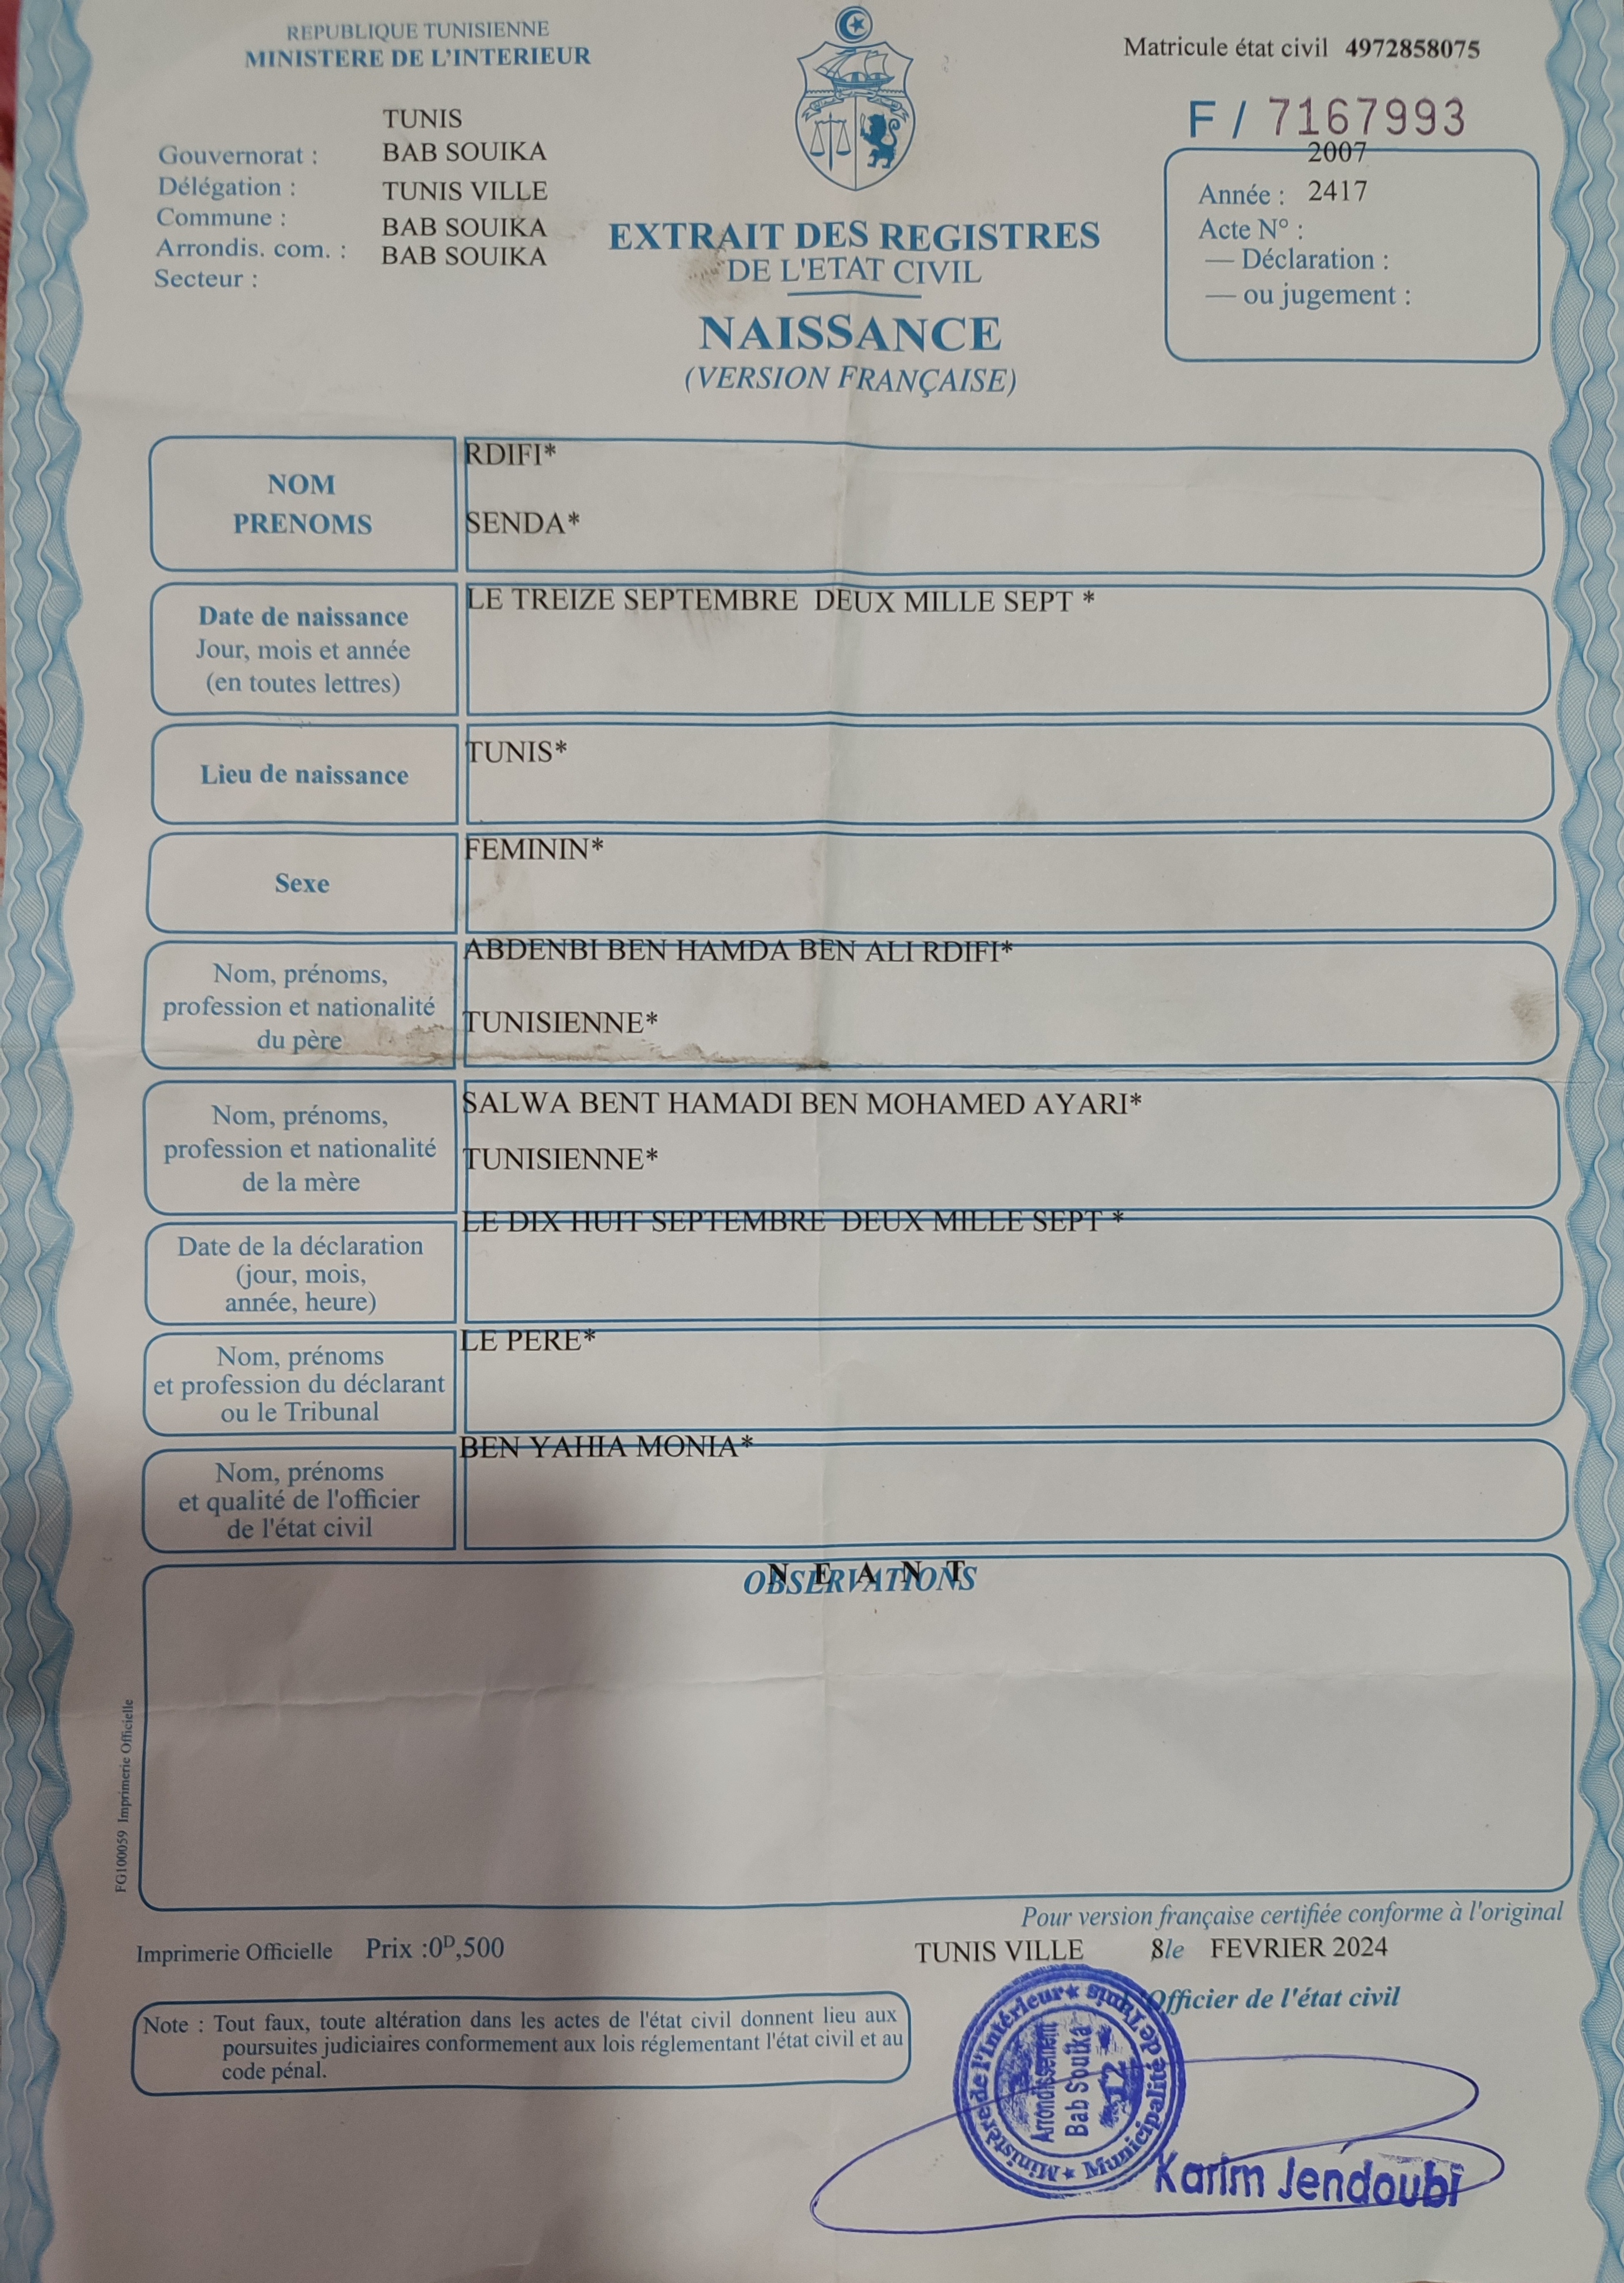 REPUBLIQUE TUNISIENNE
MINISTERE DE L'INTERIEUR
Matricule état civil 4972858075
F / 7167993
TUNIS
Gouvernorat : BAB SOUIKA
Délégation : TUNIS VILLE
Commune : BAB SOUIKA
Arrondis. com. : BAB SOUIKA
Secteur :
2007
Année : 2417
Acte N° :
— Déclaration :
— ou jugement :
EXTRAIT DES REGISTRES
DE L'ETAT CIVIL
NAISSANCE
(VERSION FRANÇAISE)
NOM
PRENOMS
RDIFI*
SENDA*
Date de naissance
Jour, mois et année
(en toutes lettres)
LE TREIZE SEPTEMBRE DEUX MILLE SEPT *
Lieu de naissance
TUNIS*
Sexe
FEMININ*
Nom, prénoms,
profession et nationalité
du père
ABDENBI BEN HAMDA BEN ALI RDIFI*
TUNISIENNE*
Nom, prénoms,
profession et nationalité
de la mère
SALWA BENT HAMADI BEN MOHAMED AYARI*
TUNISIENNE*
Date de la déclaration
(jour, mois,
année, heure)
LE DIX HUIT SEPTEMBRE DEUX MILLE SEPT *
Nom, prénoms
et profession du déclarant
ou le Tribunal
LE PERE*
Nom, prénoms
et qualité de l'officier
de l'état civil
BEN YAHIA MONIA*
N E A N T
OBSERVATIONS
FG100059 Imprimerie Officielle
Pour version française certifiée conforme à l'original
Imprimerie Officielle Prix :0ᴰ,500
TUNIS VILLE 8le FEVRIER 2024
Officier de l'état civil
Note : Tout faux, toute altération dans les actes de l'état civil donnent lieu aux
poursuites judiciaires conformement aux lois réglementant l'état civil et au
code pénal.
Ministère de l'Intérieur ★ Municipalité de Tunis ★
Arrondissement
Bab Souika
12
Karim Jendoubi